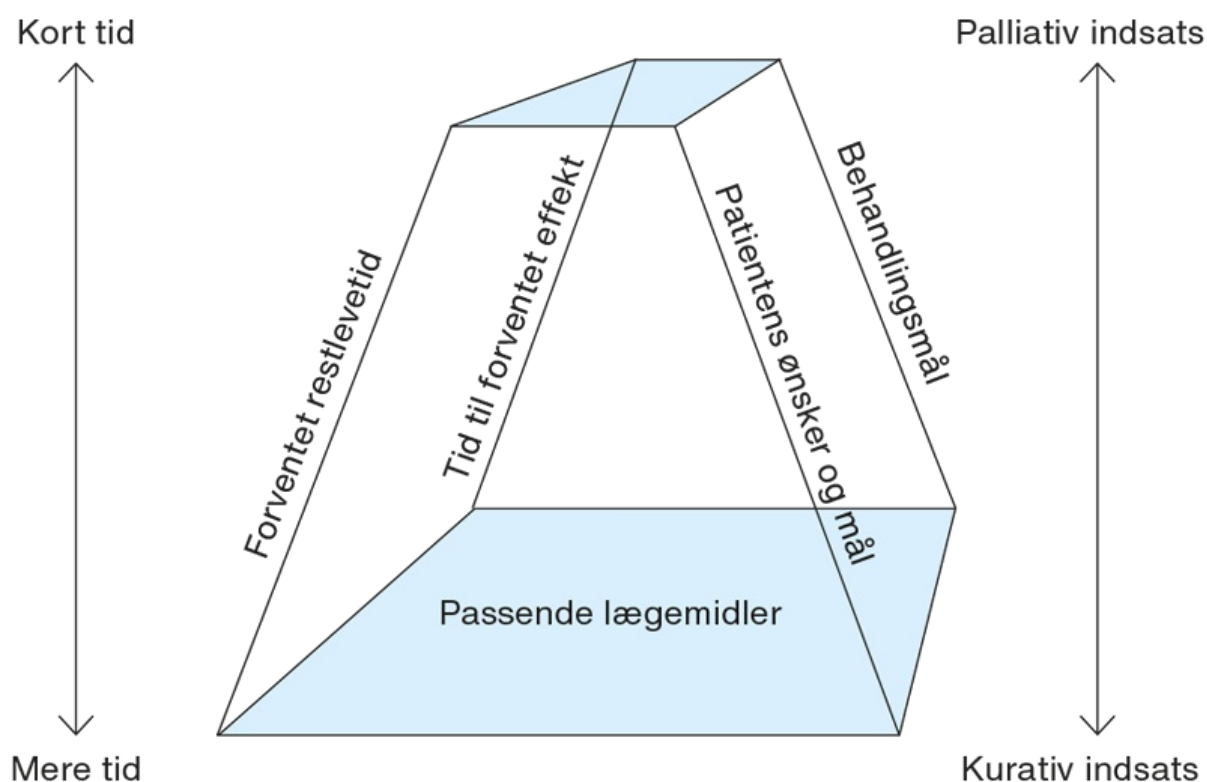 Kort tid
Palliativ indsats
Forventet restlevetid
Tid til forventet effekt
Patientens ønsker og mål
Behandlingsmål
Passende lægemidler
Mere tid
Kurativ indsats